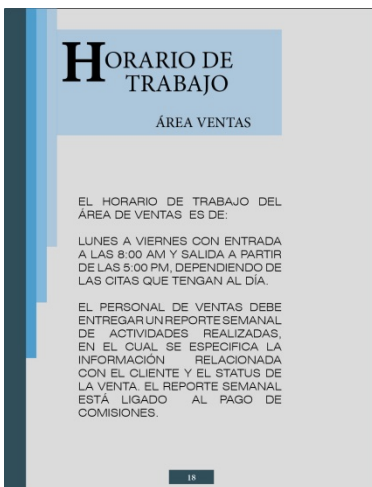 HORARIO DE
TRABAJO
ÁREA VENTAS
EL HORARIO DE TRABAJO DEL
ÁREA DE VENTAS ES DE:
LUNES A VIERNES CON ENTRADA
A LAS 8:00 AM Y SALIDA A PARTIR
DE LAS 5:00 PM, DEPENDIENDO DE
LAS CITAS QUE TENGAN AL DÍA.
EL PERSONAL DE VENTAS DEBE
ENTREGAR UN REPORTE SEMANAL
DE ACTIVIDADES REALIZADAS,
EN EL CUAL SE ESPECIFICA LA
INFORMACIÓN RELACIONADA
CON EL CLIENTE Y EL STATUS DE
LA VENTA. EL REPORTE SEMANAL
ESTÁ LIGADO AL PAGO DE
COMISIONES.
18